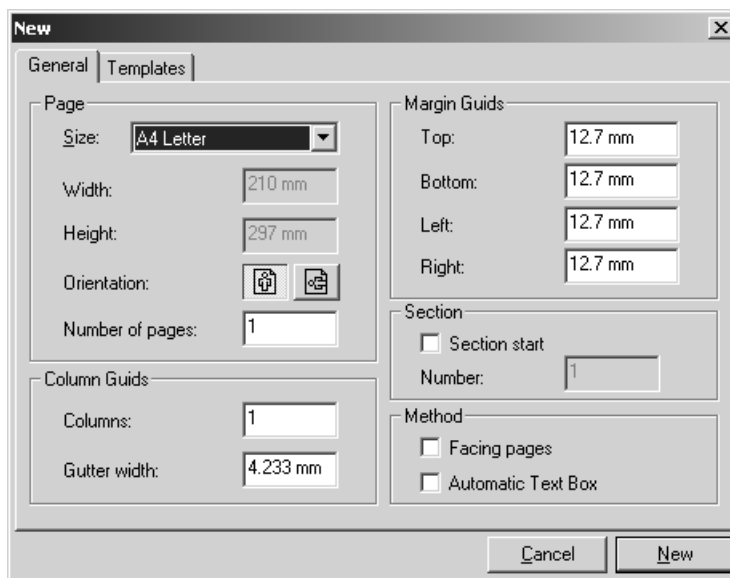 New
General Templates
Page
Size: A4 Letter
Width: 210 mm
Height: 297 mm
Orientation:
Number of pages: 1
Column Guids
Columns: 1
Gutter width: 4.233 mm
Margin Guids
Top: 12.7 mm
Bottom: 12.7 mm
Left: 12.7 mm
Right: 12.7 mm
Section
Section start
Number: 1
Method
Facing pages
Automatic Text Box
Cancel New